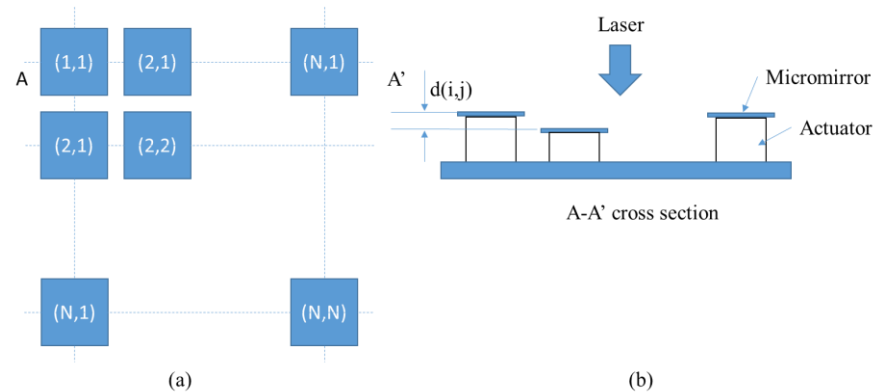 A
(1,1)
(2,1)
(N,1)
(2,1)
(2,2)
(N,1)
(N,N)
(a)
Laser
A’
d(i,j)
Micromirror
Actuator
A-A’ cross section
(b)